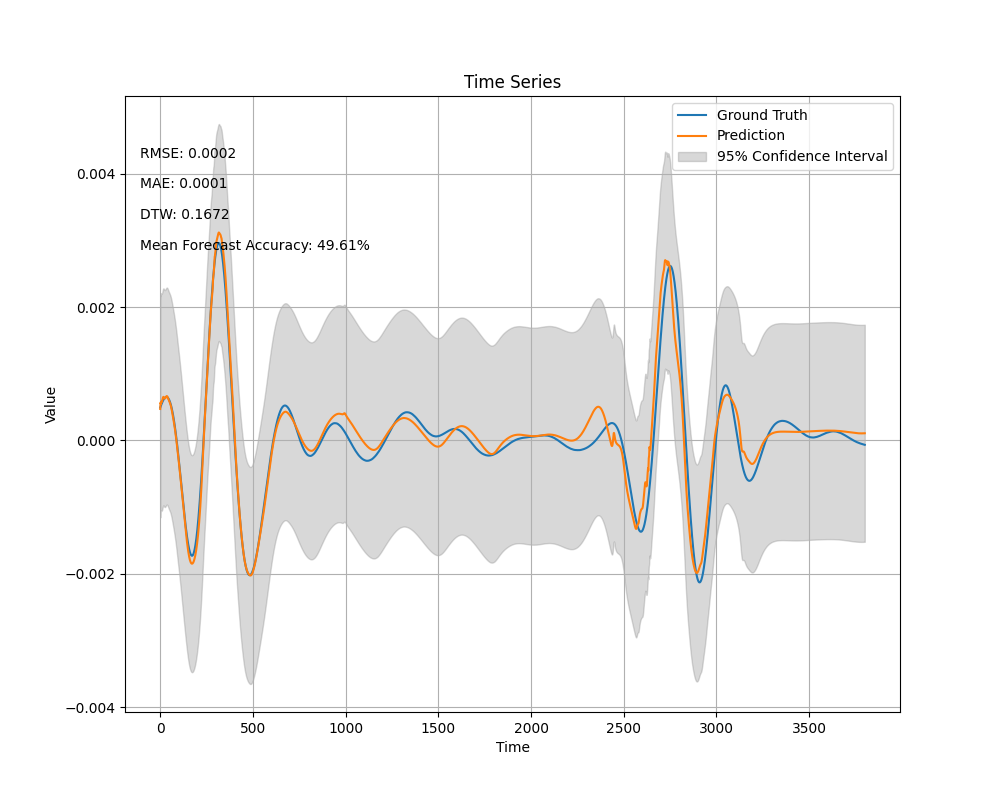 Time Series
Ground Truth
Prediction
95% Confidence Interval
RMSE: 0.0002
MAE: 0.0001
DTW: 0.1672
Mean Forecast Accuracy: 49.61%
Value
0.004
0.002
0.000
−0.002
−0.004
0 500 1000 1500 2000 2500 3000 3500
Time